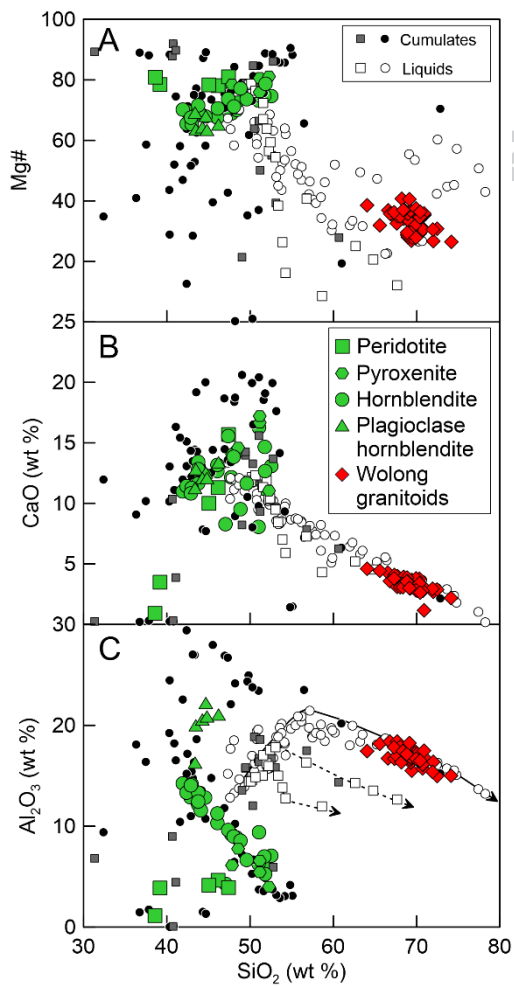 100
A
Cumulates
Liquids
80
60
Mg#
40
20
25
B
Peridotite
Pyroxenite
Hornblendite
Plagioclase
hornblendite
Wolong
granitoids
20
15
CaO (wt %)
10
5
30
C
20
Al₂O₃ (wt %)
10
0
30 40 50 60 70 80
SiO₂ (wt %)